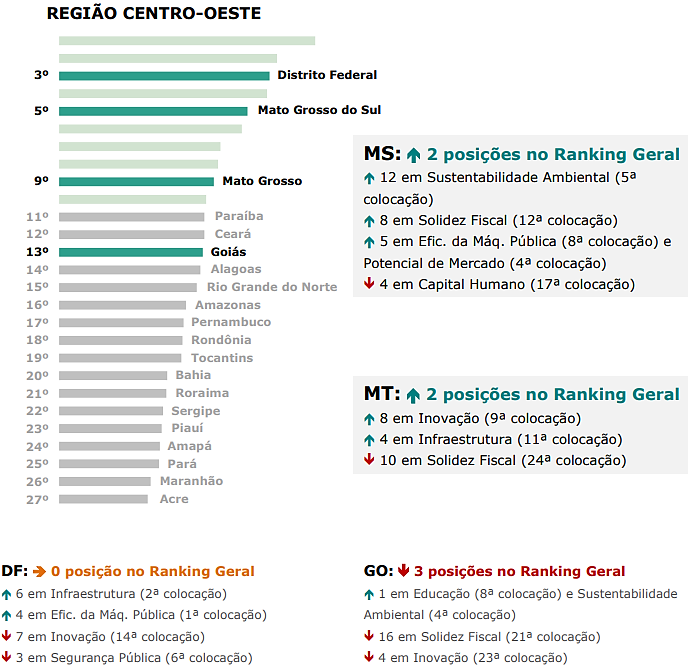 REGIÃO CENTRO-OESTE
3º Distrito Federal
5º Mato Grosso do Sul
9º Mato Grosso
11º Paraíba
12º Ceará
13º Goiás
14º Alagoas
15º Rio Grande do Norte
16º Amazonas
17º Pernambuco
18º Rondônia
19º Tocantins
20º Bahia
21º Roraima
22º Sergipe
23º Piauí
24º Amapá
25º Pará
26º Maranhão
27º Acre
MS: 2 posições no Ranking Geral
12 em Sustentabilidade Ambiental (5ª
colocação)
8 em Solidez Fiscal (12ª colocação)
5 em Efic. da Máq. Pública (8ª colocação) e
Potencial de Mercado (4ª colocação)
4 em Capital Humano (17ª colocação)
MT: 2 posições no Ranking Geral
8 em Inovação (9ª colocação)
4 em Infraestrutura (11ª colocação)
10 em Solidez Fiscal (24ª colocação)
DF: 0 posição no Ranking Geral
6 em Infraestrutura (2ª colocação)
4 em Efic. da Máq. Pública (1ª colocação)
7 em Inovação (14ª colocação)
3 em Segurança Pública (6ª colocação)
GO: 3 posições no Ranking Geral
1 em Educação (8ª colocação) e Sustentabilidade
Ambiental (4ª colocação)
16 em Solidez Fiscal (21ª colocação)
4 em Inovação (23ª colocação)